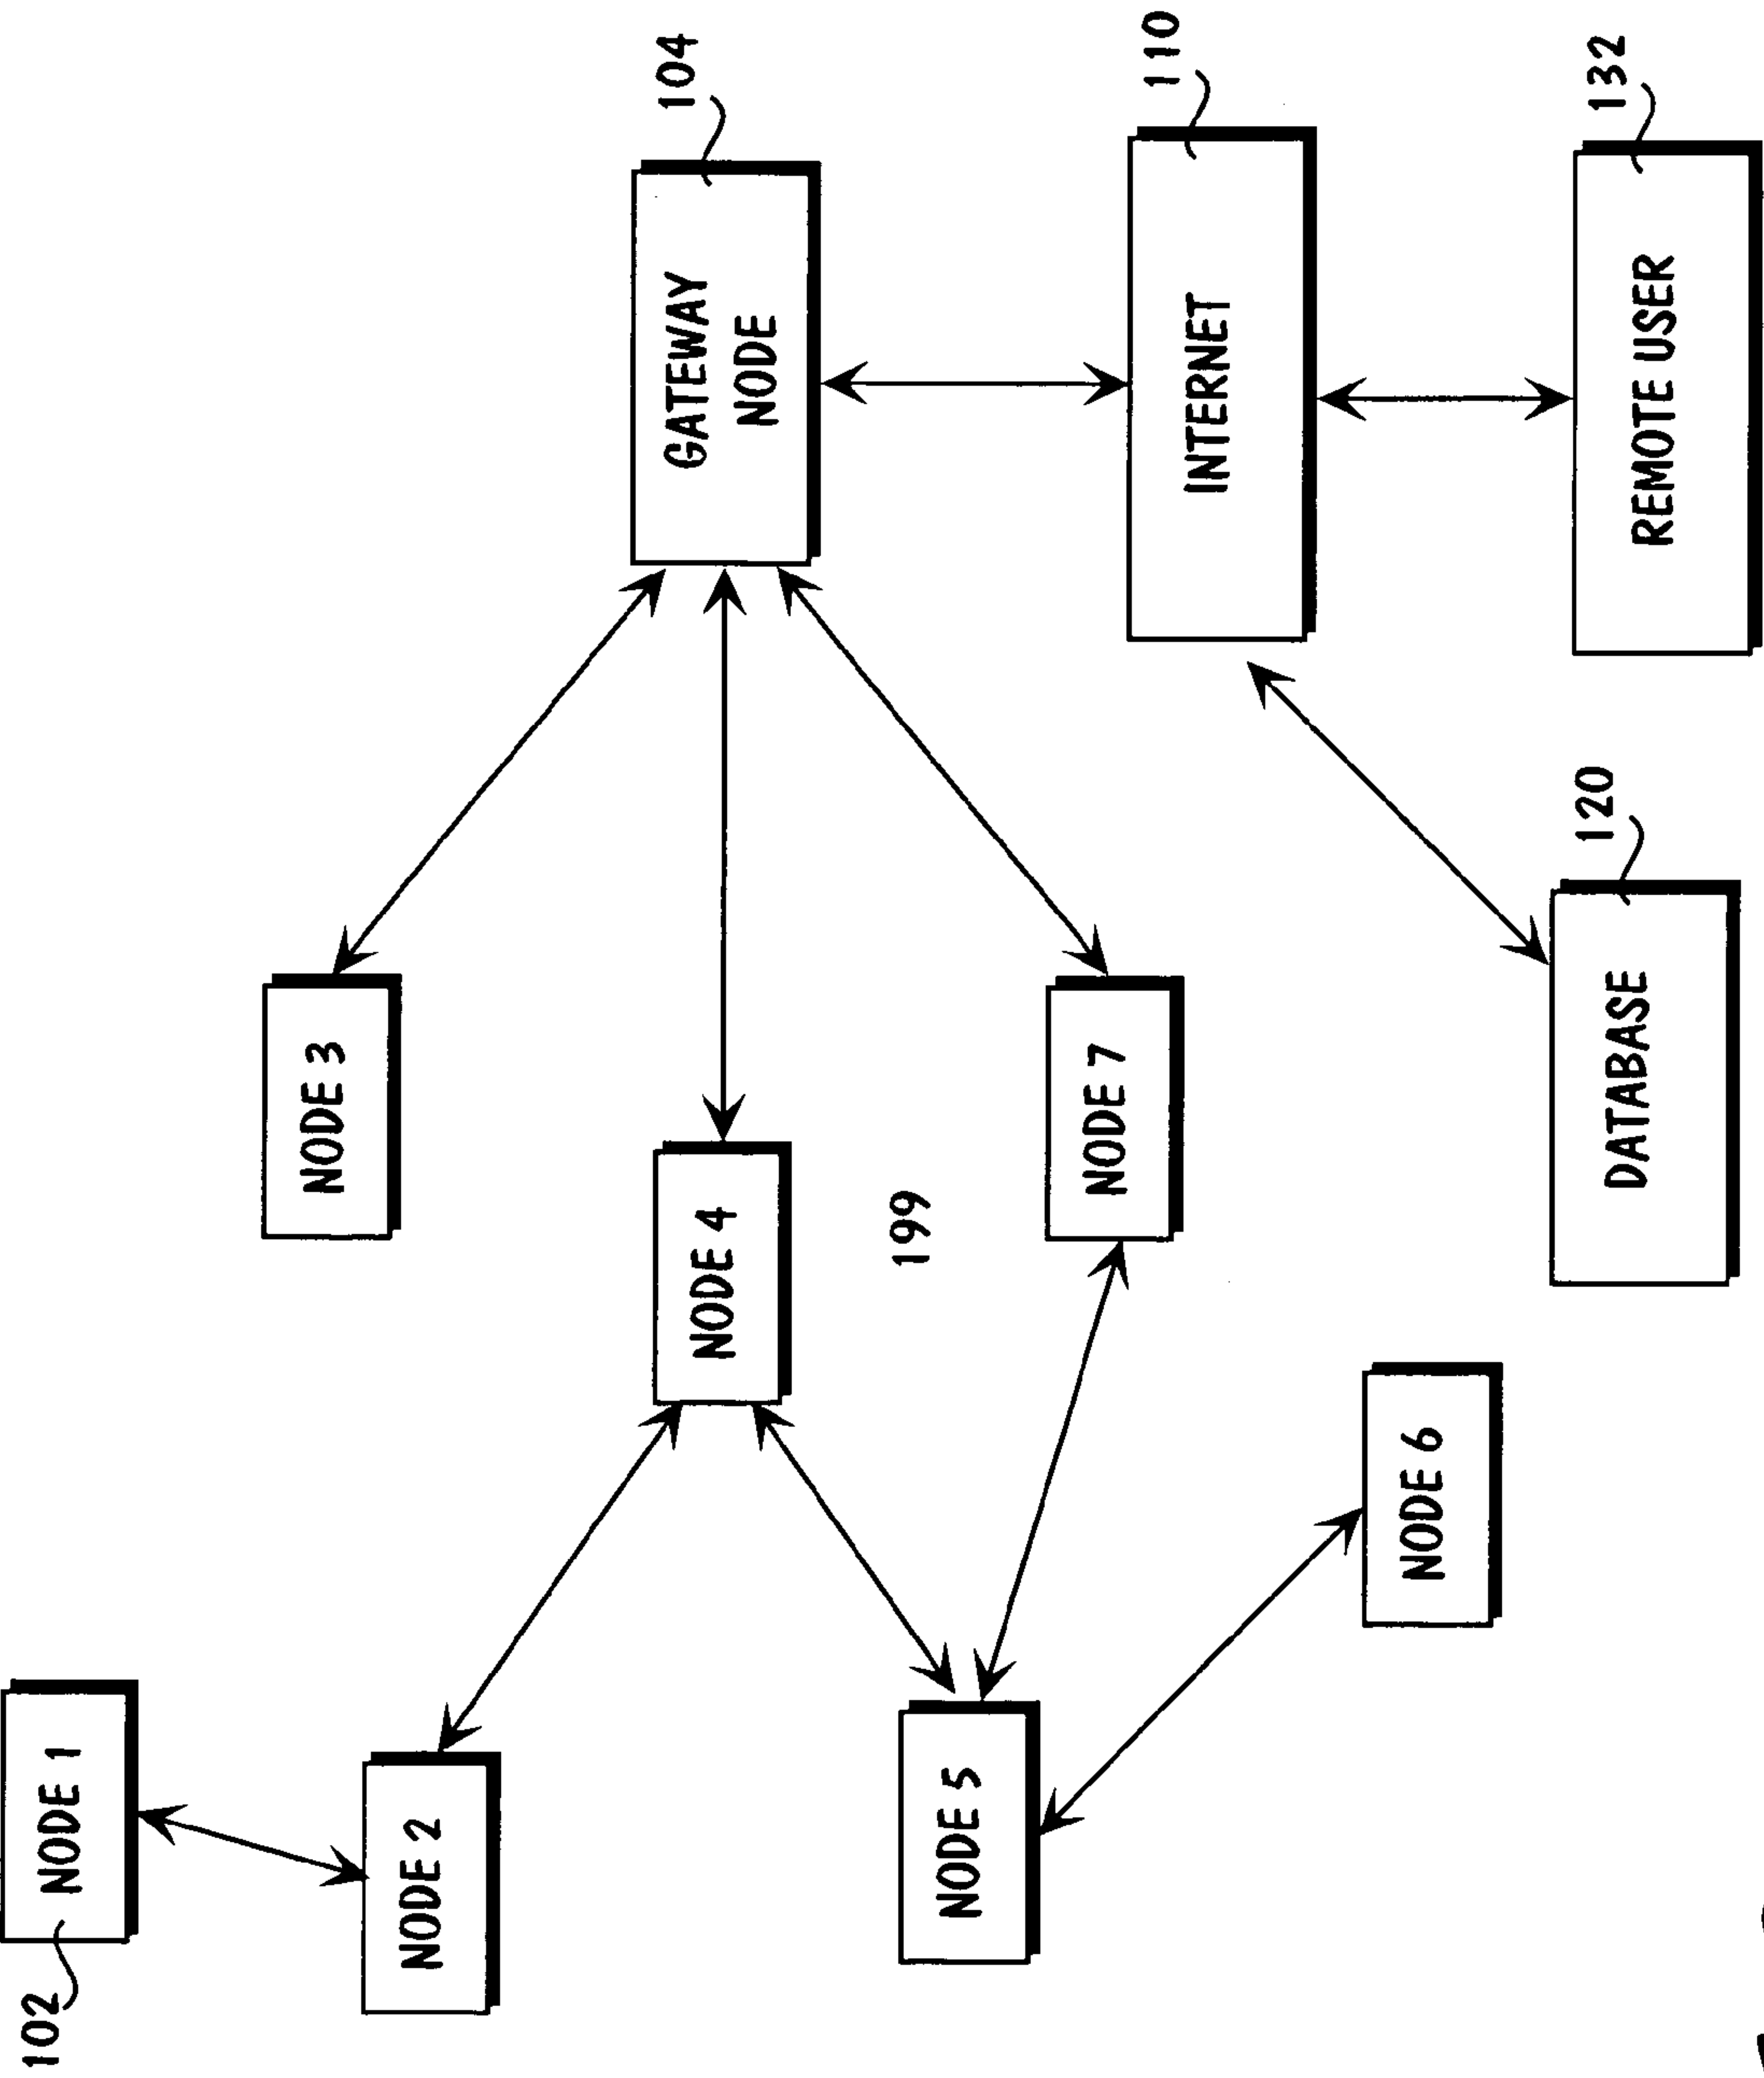 102
NODE 1
NODE 3
NODE 2
104
GATEWAY
NODE
NODE 4
199
NODE 5
NODE 7
110
INTERNET
NODE 6
120
DATABASE
132
REMOTE USER